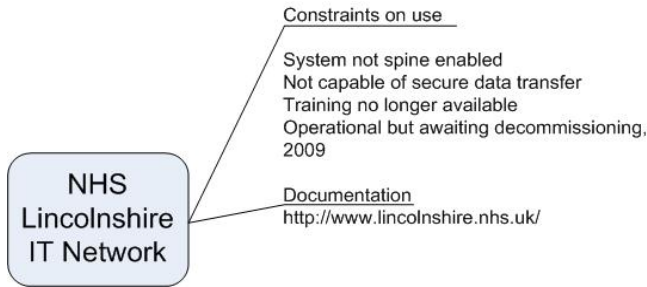 Constraints on use
System not spine enabled
Not capable of secure data transfer
Training no longer available
Operational but awaiting decommissioning,
2009
NHS
Lincolnshire
IT Network
Documentation
http://www.lincolnshire.nhs.uk/